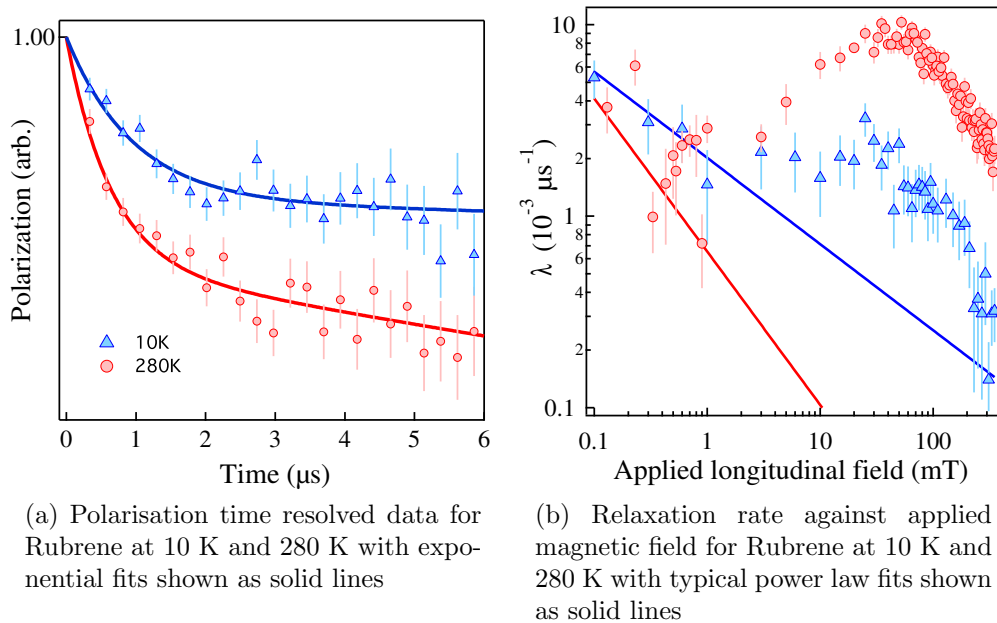 1.00
Polarization (arb.)
10K
280K
0 1 2 3 4 5 6
Time (µs)
(a) Polarisation time resolved data for
Rubrene at 10 K and 280 K with expo-
nential fits shown as solid lines
10
8
6
4
2
1
8
6
4
2
0.1
λ (10⁻³ µs⁻¹)
0.1 1 10 100
Applied longitudinal field (mT)
(b) Relaxation rate against applied
magnetic field for Rubrene at 10 K and
280 K with typical power law fits shown
as solid lines